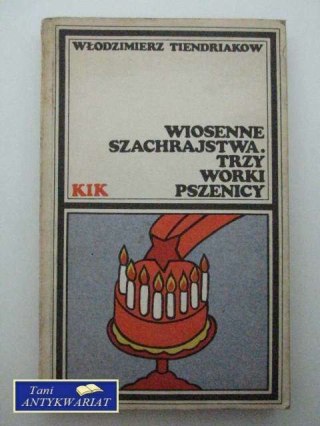 WŁODZIMIERZ TIENDRIAKOW
WIOSENNE
SZACHRAJSTWA.
TRZY
WORKI
PSZENICY
KIK
Tani
ANTYKWARIAT